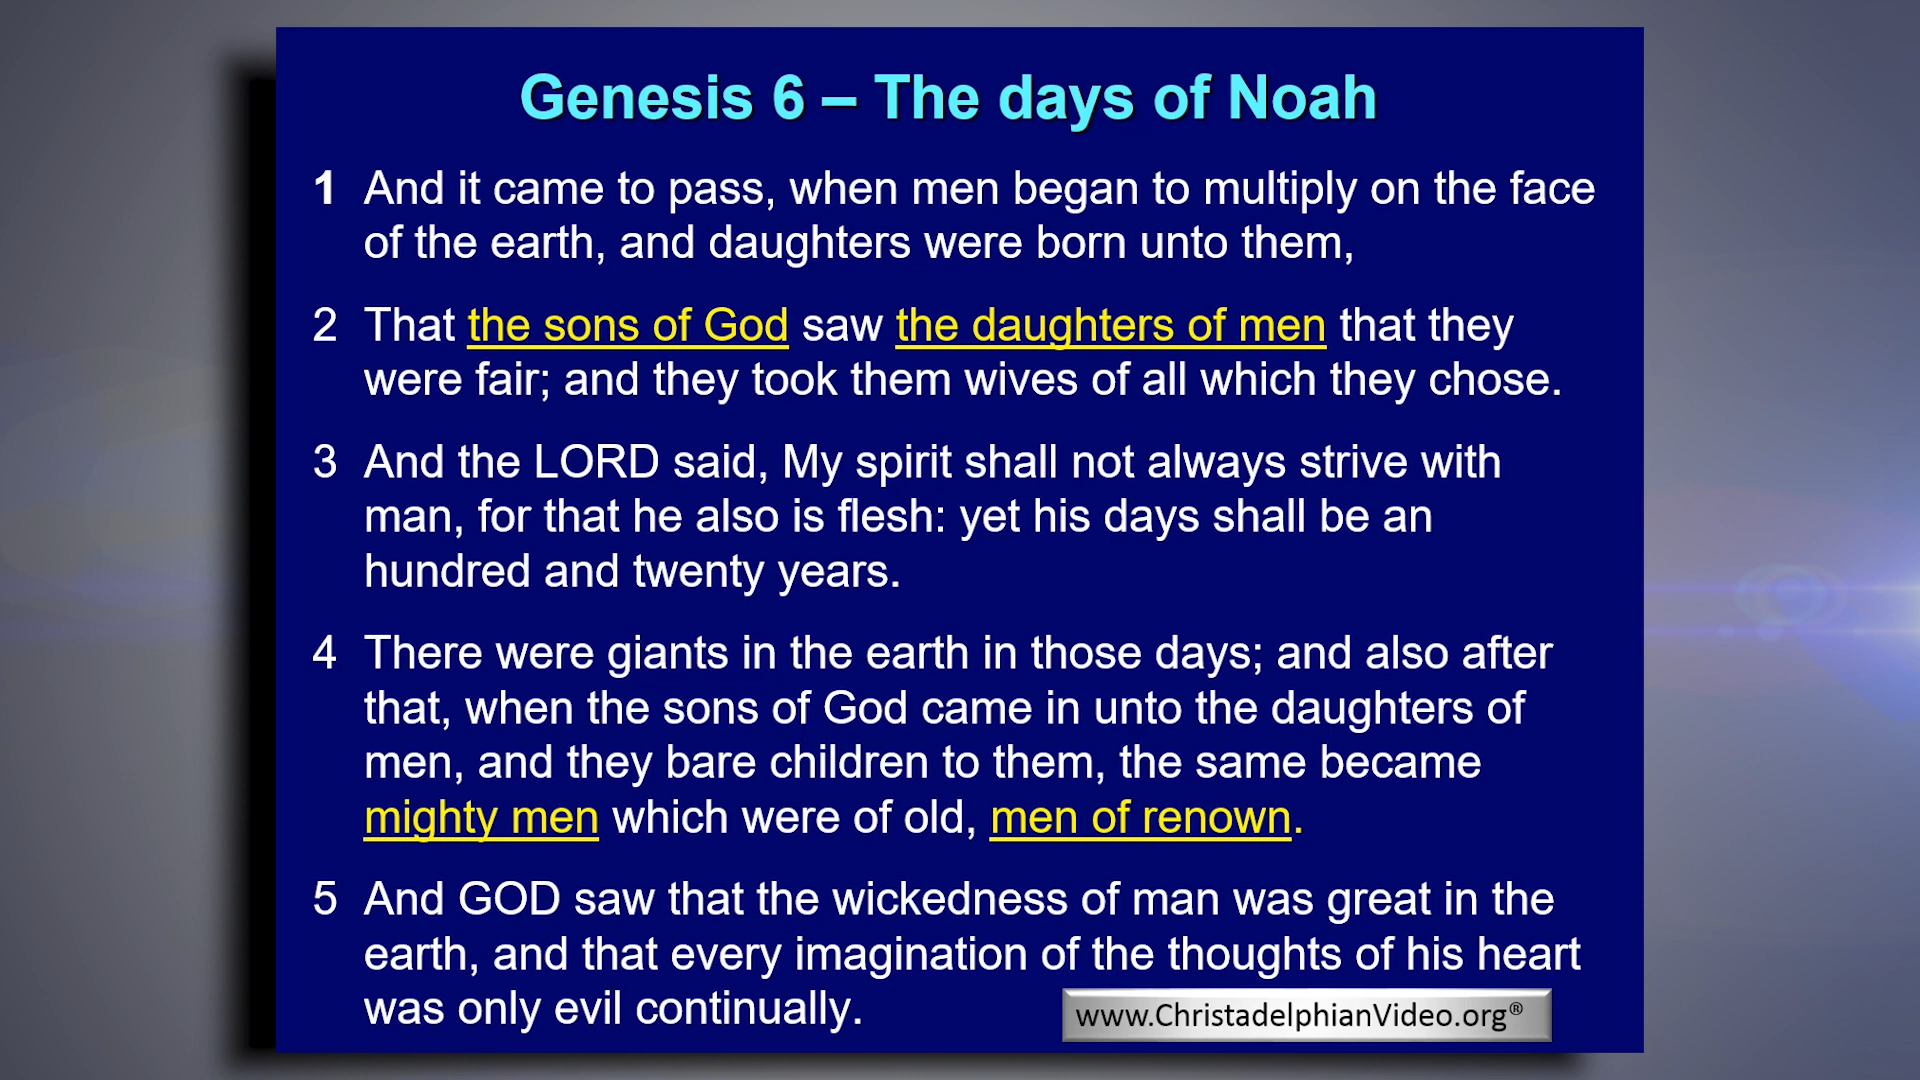 Genesis 6 – The days of Noah
1 And it came to pass, when men began to multiply on the face
of the earth, and daughters were born unto them,
2 That the sons of God saw the daughters of men that they
were fair; and they took them wives of all which they chose.
3 And the LORD said, My spirit shall not always strive with
man, for that he also is flesh: yet his days shall be an
hundred and twenty years.
4 There were giants in the earth in those days; and also after
that, when the sons of God came in unto the daughters of
men, and they bare children to them, the same became
mighty men which were of old, men of renown.
5 And GOD saw that the wickedness of man was great in the
earth, and that every imagination of the thoughts of his heart
was only evil continually.
www.ChristadelphianVideo.org®